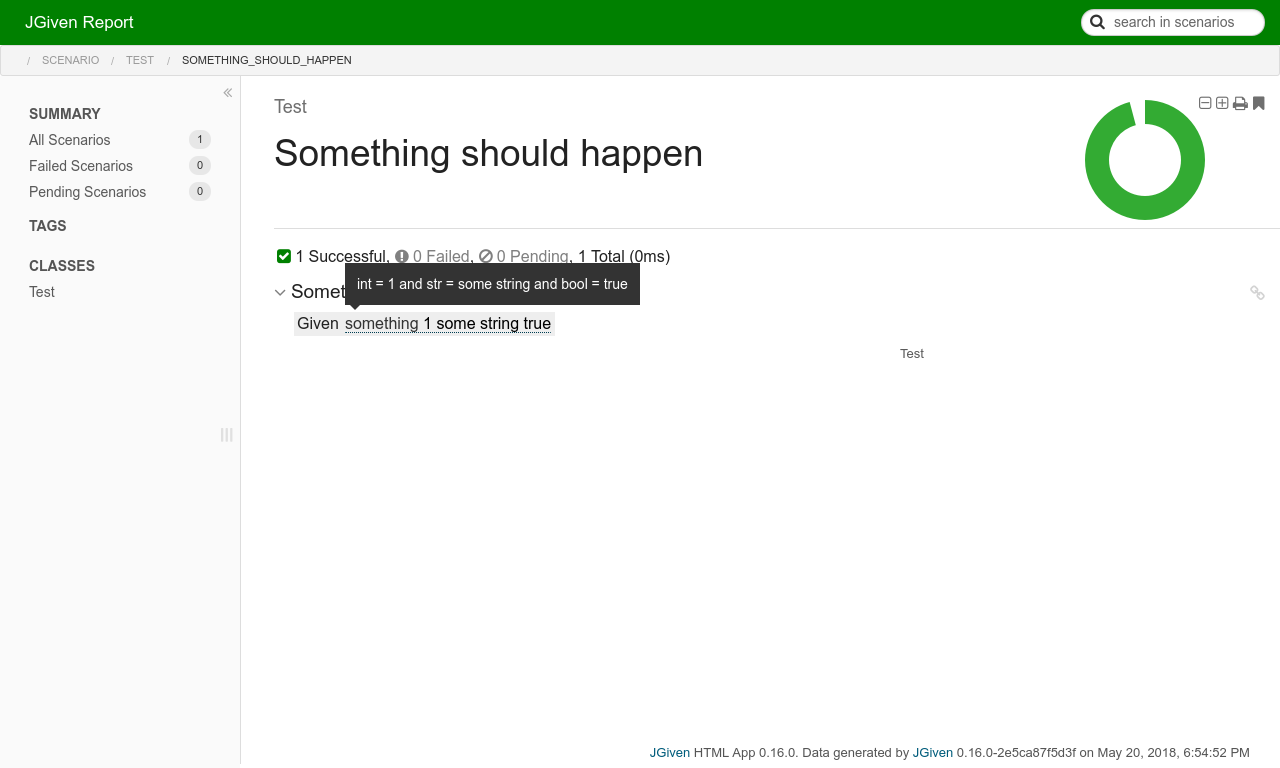 JGiven Report
search in scenarios
/ SCENARIO / TEST / SOMETHING_SHOULD_HAPPEN
SUMMARY
All Scenarios 1
Failed Scenarios 0
Pending Scenarios 0
TAGS
CLASSES
Test
Test
Something should happen
1 Successful, 0 Failed, 0 Pending, 1 Total (0ms)
int = 1 and str = some string and bool = true
Somet
Given something 1 some string true
Test
JGiven HTML App 0.16.0. Data generated by JGiven 0.16.0-2e5ca87f5d3f on May 20, 2018, 6:54:52 PM